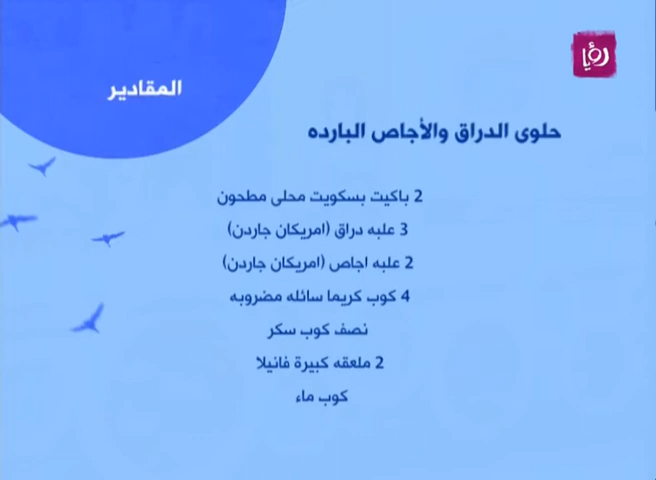 رؤيا
المقادير
حلوى الدراق والأجاص البارده
2 باكيت بسكويت محلى مطحون
3 علبه دراق (امريكان جاردن)
2 علبه اجاص (امريكان جاردن)
4 كوب كريما سائله مضروبه
نصف كوب سكر
2 ملعقه كبيرة فانيلا
كوب ماء